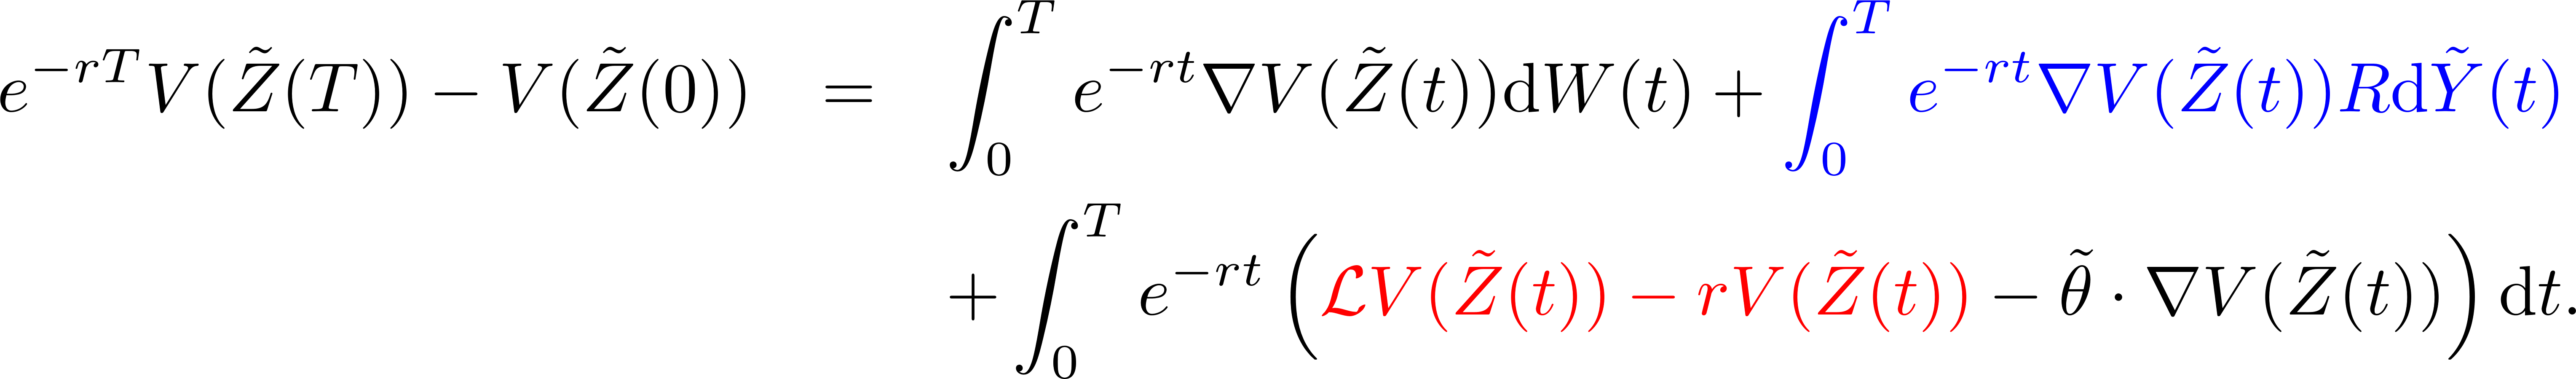 $e^{-rT}V(\tilde{Z}(T)) - V(\tilde{Z}(0)) = \int_0^T e^{-rt}\nabla V(\tilde{Z}(t))\mathrm{d}W(t) + \int_0^T e^{-rt}\nabla V(\tilde{Z}(t))R\mathrm{d}\tilde{Y}(t)$
$+ \int_0^T e^{-rt}\left(\mathcal{L}V(\tilde{Z}(t)) - rV(\tilde{Z}(t)) - \tilde{\theta}\cdot\nabla V(\tilde{Z}(t))\right)\mathrm{d}t.$